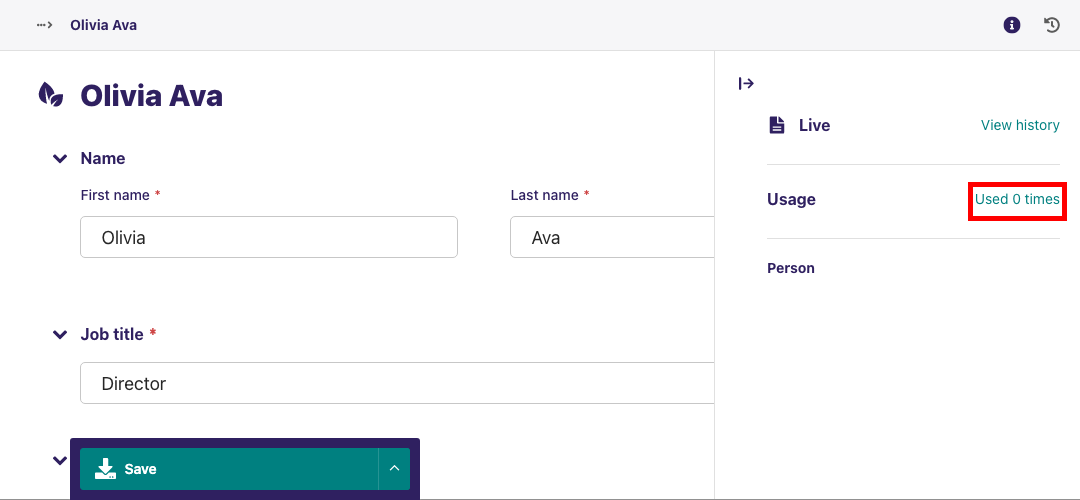 Olivia Ava
Olivia Ava
Name
First name *
Last name *
Olivia
Ava
Job title *
Director
Save
Live
View history
Usage
Used 0 times
Person